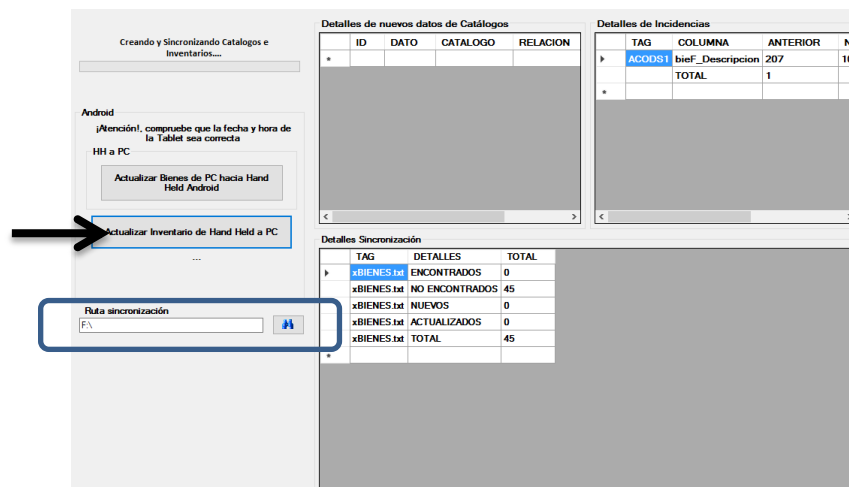 Creando y Sincronizando Catalogos e
Inventarios....
Android
¡Atención!, compruebe que la fecha y hora de
la Tablet sea correcta
HH a PC
Actualizar Bienes de PC hacia Hand
Held Android
Actualizar Inventario de Hand Held a PC
...
Ruta sincronización
F:\
Detalles de nuevos datos de Catálogos
ID DATO CATALOGO RELACION
*
Detalles de Incidencias
TAG COLUMNA ANTERIOR N
ACODS1 bieF_Descripcion 207 10
TOTAL 1
*
Detalles Sincronización
TAG DETALLES TOTAL
xBIENES.txt ENCONTRADOS 0
xBIENES.txt NO ENCONTRADOS 45
xBIENES.txt NUEVOS 0
xBIENES.txt ACTUALIZADOS 0
xBIENES.txt TOTAL 45
*